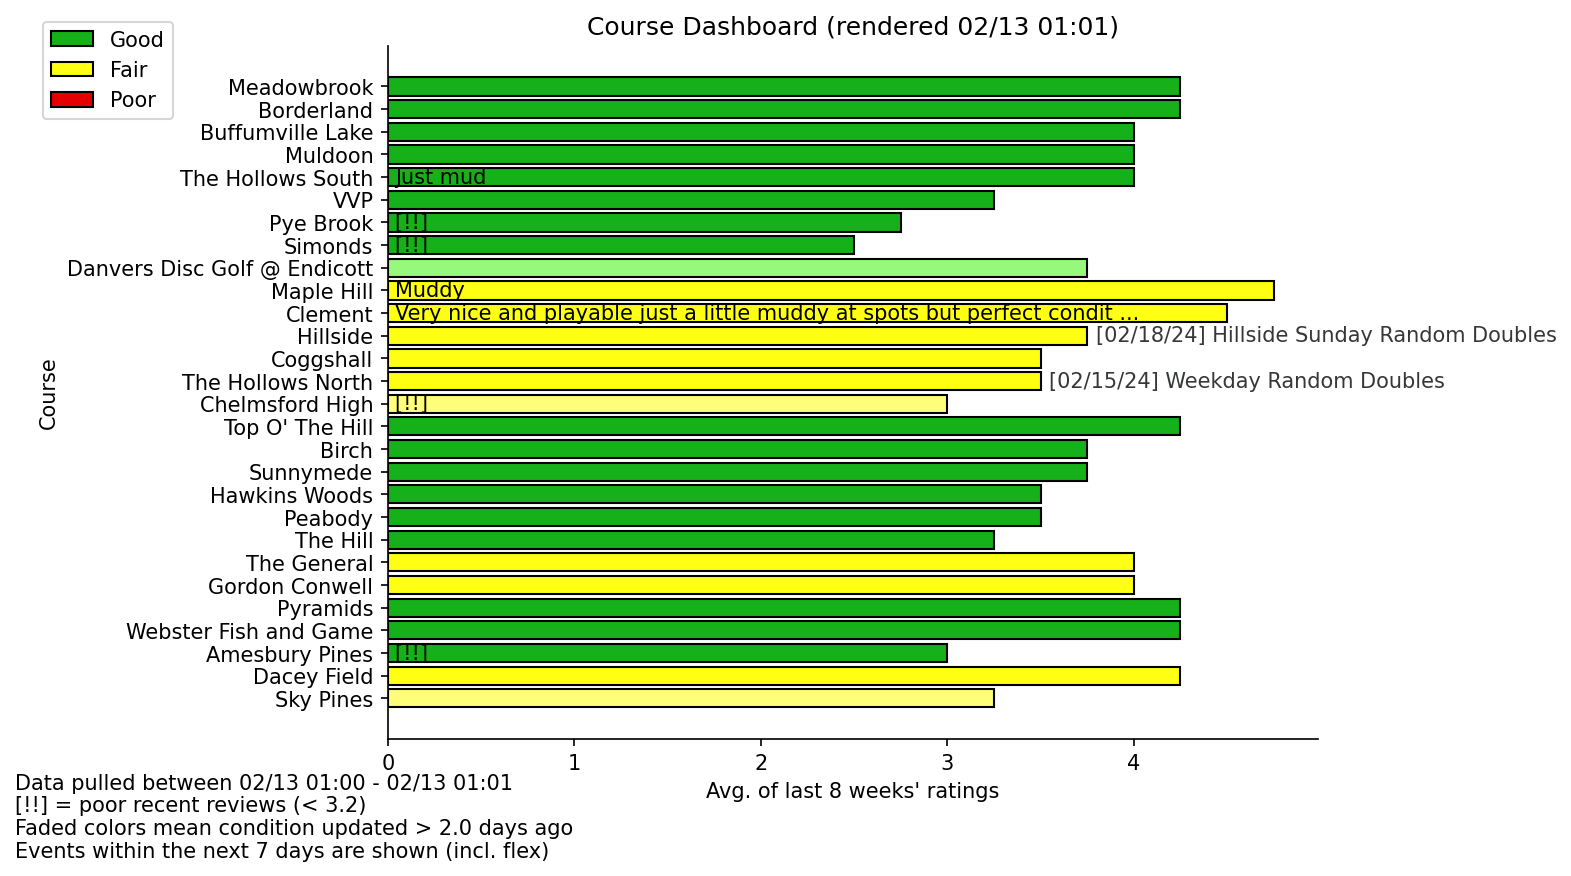 Course Dashboard (rendered 02/13 01:01)
Good
Fair
Poor
Course
Meadowbrook
Borderland
Buffumville Lake
Muldoon
The Hollows South Just mud
VVP
Pye Brook [!!]
Simonds [!!]
Danvers Disc Golf @ Endicott
Maple Hill Muddy
Clement Very nice and playable just a little muddy at spots but perfect condit ...
Hillside [02/18/24] Hillside Sunday Random Doubles
Coggshall
The Hollows North [02/15/24] Weekday Random Doubles
Chelmsford High [!!]
Top O' The Hill
Birch
Sunnymede
Hawkins Woods
Peabody
The Hill
The General
Gordon Conwell
Pyramids
Webster Fish and Game
Amesbury Pines [!!]
Dacey Field
Sky Pines
0 1 2 3 4
Avg. of last 8 weeks' ratings
Data pulled between 02/13 01:00 - 02/13 01:01
[!!] = poor recent reviews (< 3.2)
Faded colors mean condition updated > 2.0 days ago
Events within the next 7 days are shown (incl. flex)